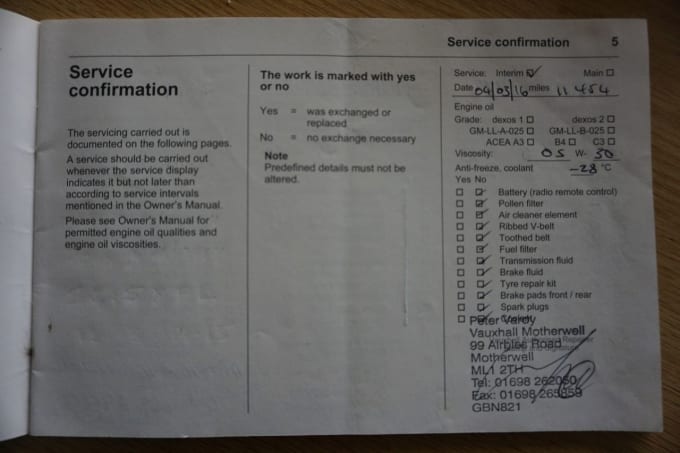 Service confirmation 5
Service
confirmation
The servicing carried out is
documented on the following pages.
A service should be carried out
whenever the service display
indicates it but not later than
according to service intervals
mentioned in the Owner's Manual.
Please see Owner's Manual for
permitted engine oil qualities and
engine oil viscosities.
The work is marked with yes
or no
Yes = was exchanged or
replaced
No = no exchange necessary
Note
Predefined details must not be
altered.
Service: Interim ☑ Main ☐
Date 04/03/16 miles 11454
Engine oil
Grade: dexos 1 ☐ dexos 2 ☐
GM-LL-A-025 ☐ GM-LL-B-025 ☐
ACEA A3 ☐ B4 ☐ C3 ☐
Viscosity: 05 W- 30
Anti-freeze, coolant -28 °C
Yes No
☐ ☑ Battery (radio remote control)
☐ ☑ Pollen filter
☐ ☑ Air cleaner element
☐ ☑ Ribbed V-belt
☐ ☑ Toothed belt
☐ ☑ Fuel filter
☐ ☑ Transmission fluid
☐ ☑ Brake fluid
☐ ☑ Tyre repair kit
☐ ☑ Brake pads front / rear
☐ ☑ Spark plugs
Peter Vardy
Vauxhall Motherwell
99 Airbles Road
Motherwell
ML1 2TH
Tel: 01698 262050
Fax: 01698 265859
GBN821